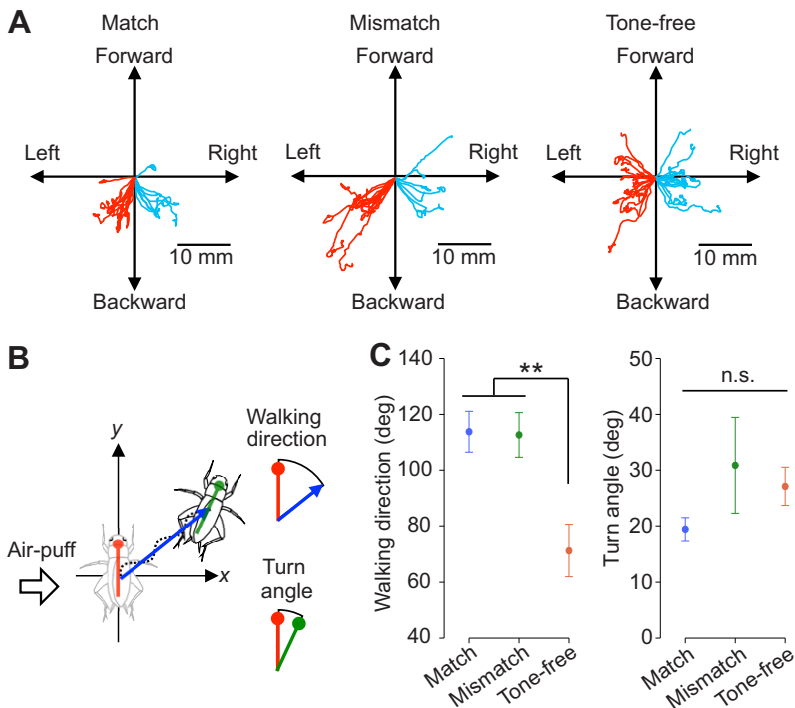 A
Match
Forward
Left
Right
10 mm
Backward
Mismatch
Forward
Left
Right
10 mm
Backward
Tone-free
Forward
Left
Right
10 mm
Backward
B
y
x
Air-puff
Walking
direction
Turn
angle
C
Walking direction (deg)
140
120
100
80
60
40
**
Match
Mismatch
Tone-free
Turn angle (deg)
50
40
30
20
10
0
n.s.
Match
Mismatch
Tone-free